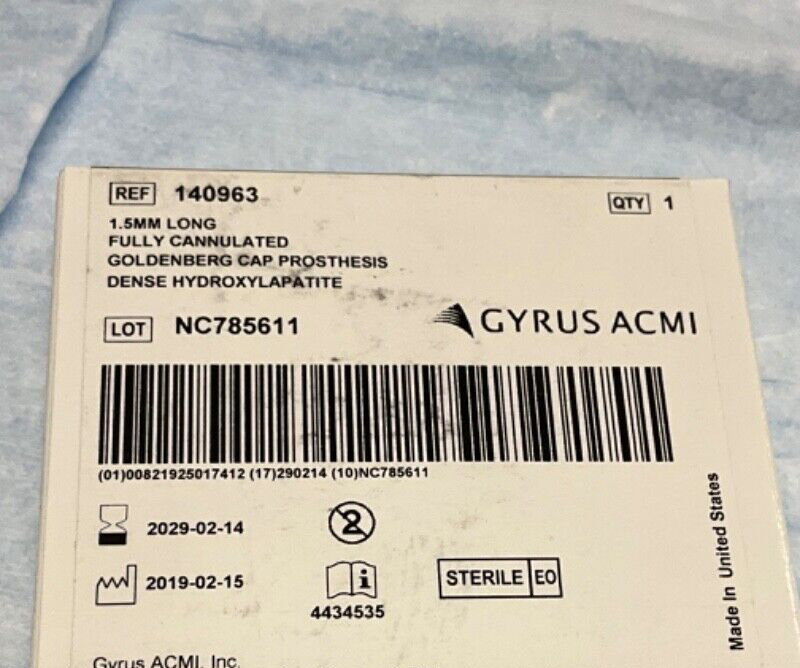 REF 140963
QTY 1
1.5MM LONG
FULLY CANNULATED
GOLDENBERG CAP PROSTHESIS
DENSE HYDROXYLAPATITE
LOT NC785611
GYRUS ACMI
(01)00821925017412 (17)290214 (10)NC785611
2029-02-14
2
2019-02-15
i
4434535
STERILE EO
Made In United States
Gyrus ACMI, Inc.